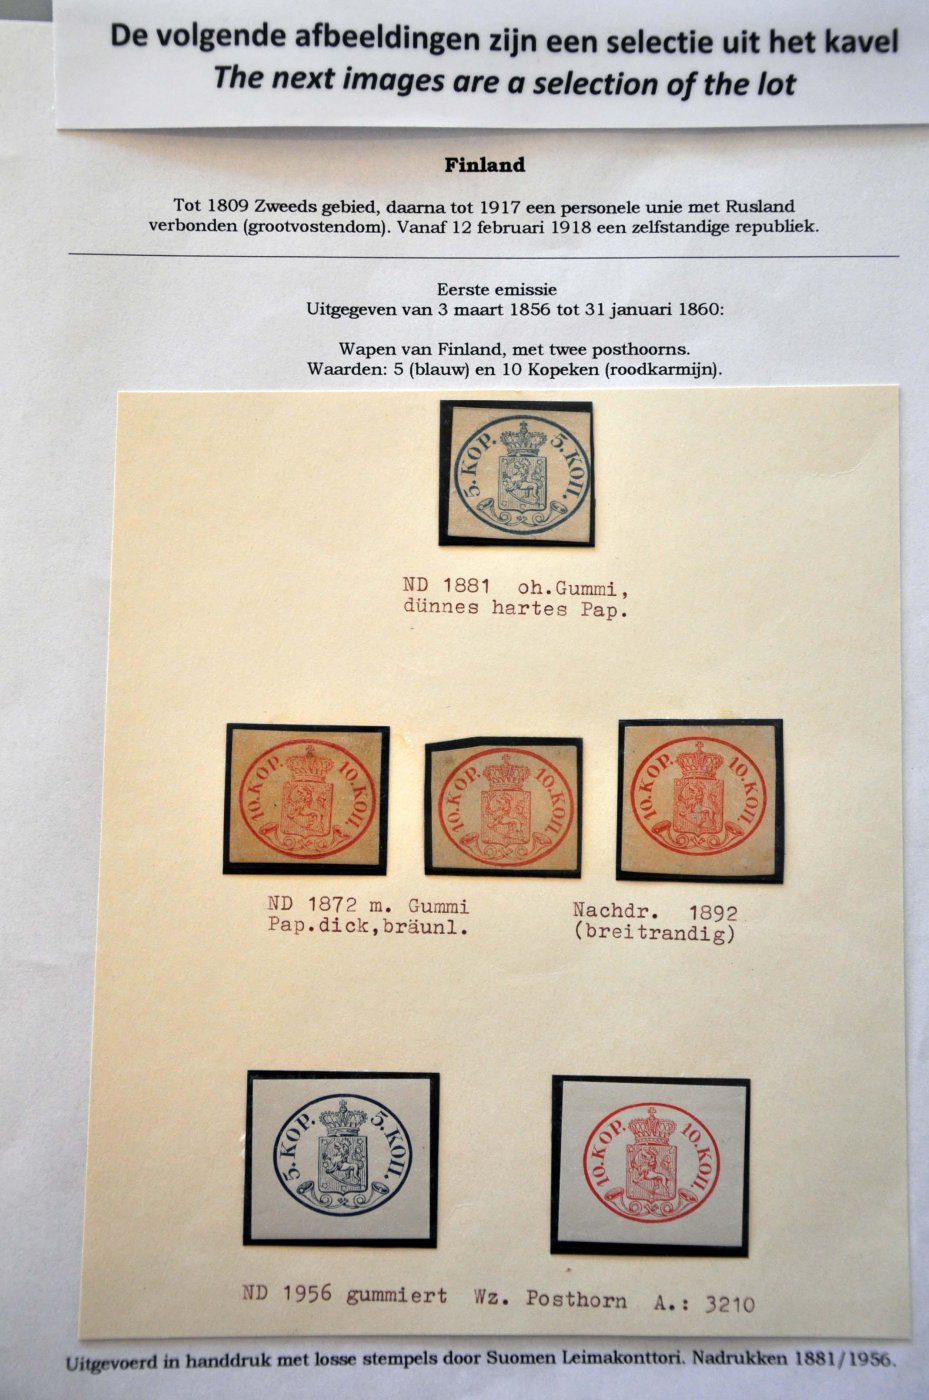 De volgende afbeeldingen zijn een selectie uit het kavel
The next images are a selection of the lot
Finland
Tot 1809 Zweeds gebied, daarna tot 1917 een personele unie met Rusland
verbonden (grootvostendom). Vanaf 12 februari 1918 een zelfstandige republiek.
Eerste emissie
Uitgegeven van 3 maart 1856 tot 31 januari 1860:
Wapen van Finland, met twee posthoorns.
Waarden: 5 (blauw) en 10 Kopeken (roodkarmijn).
5. KOP. 5. КОП.
ND 1881 oh.Gummi,
dünnes hartes Pap.
10. KOP. 10. КОП.
10. KOP. 10. КОП.
10. KOP. 10. КОП.
ND 1872 m. Gummi
Pap.dick,bräunl.
Nachdr. 1892
(breitrandig)
5. KOP. 5. КОП.
10. KOP. 10. КОП.
ND 1956 gummiert Wz. Posthorn A.: 3210
Uitgevoerd in handdruk met losse stempels door Suomen Leimakonttori. Nadrukken 1881/1956.